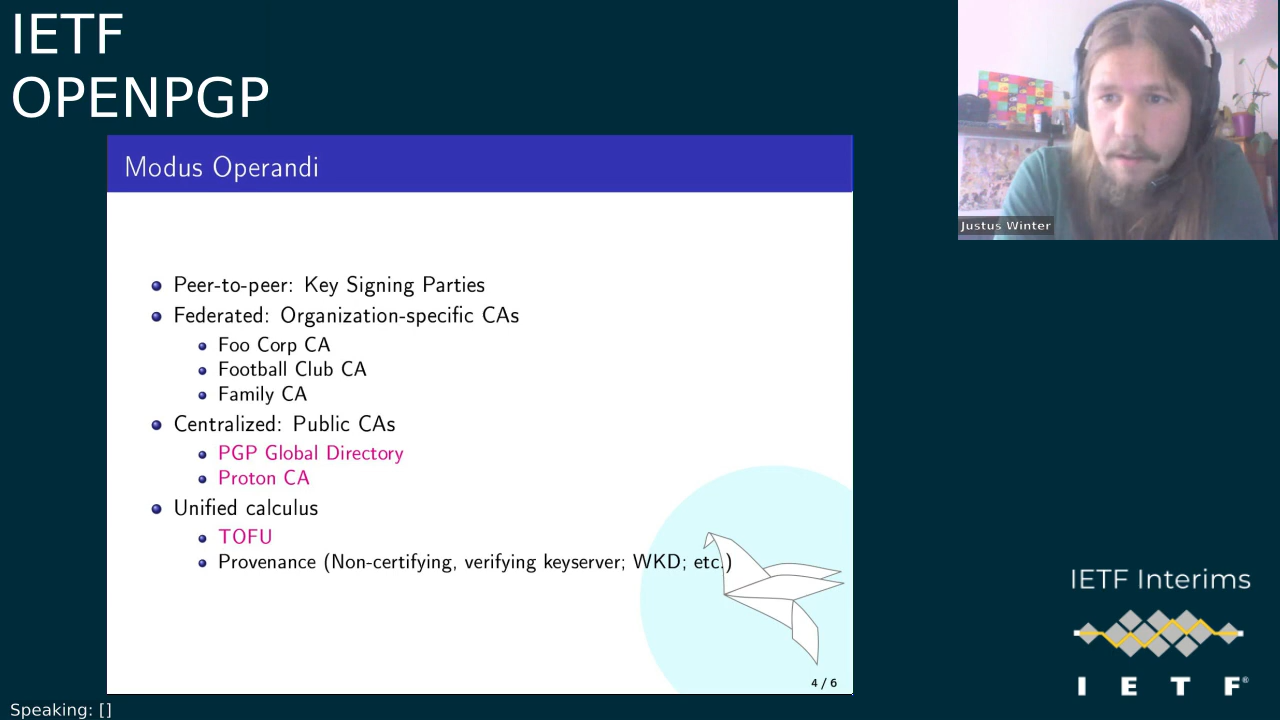 IETF
OPENPGP
Justus Winter
Modus Operandi
Peer-to-peer: Key Signing Parties
Federated: Organization-specific CAs
Foo Corp CA
Football Club CA
Family CA
Centralized: Public CAs
PGP Global Directory
Proton CA
Unified calculus
TOFU
Provenance (Non-certifying, verifying keyserver; WKD; etc.)
4 / 6
IETF Interims
I E T F®
Speaking: []